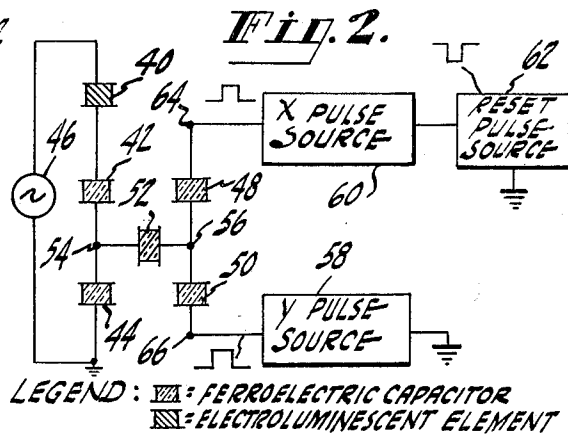 Fig. 2.
2
40
46
42
52
54
44
64
48
56
50
66
X PULSE
SOURCE
60
62
RESET
PULSE
SOURCE
58
Y PULSE
SOURCE
LEGEND: = FERROELECTRIC CAPACITOR
= ELECTROLUMINESCENT ELEMENT